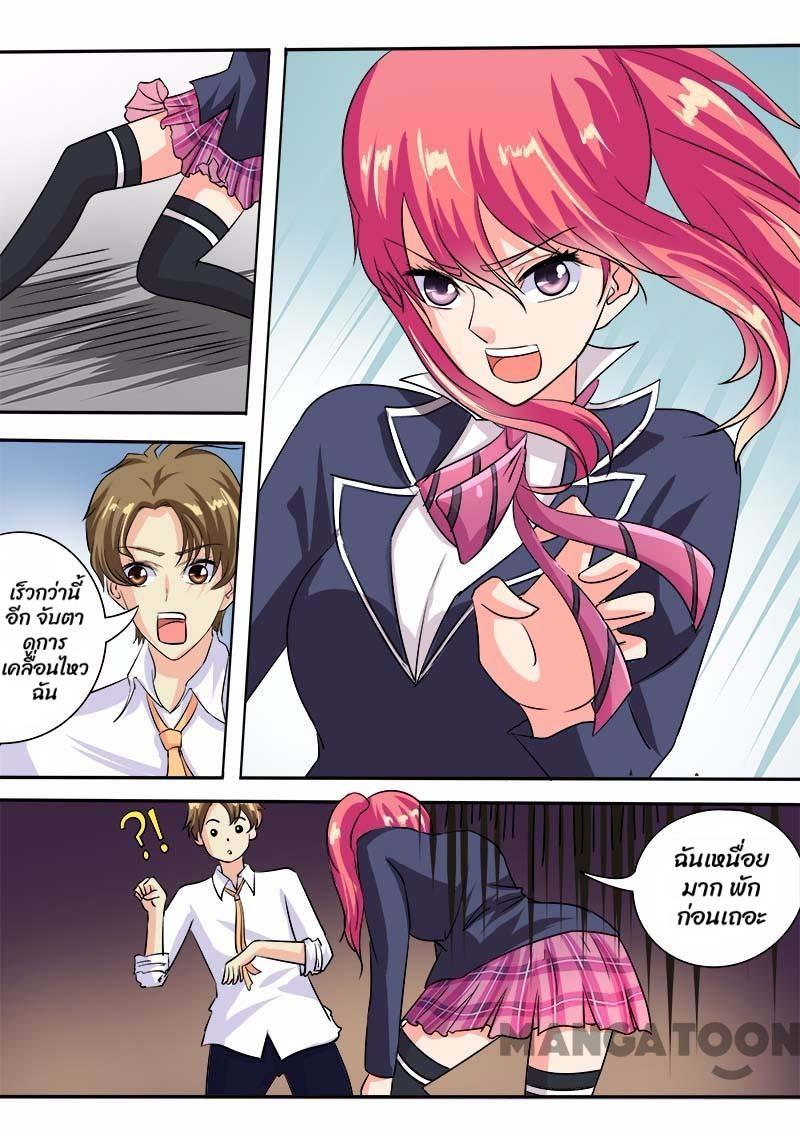 เร็วกว่านี้
อีก จับตา
ดูการ
เคลื่อนไหว
ฉัน
?!
ฉันเหนื่อย
มาก พัก
ก่อนเถอะ
MANGATOON